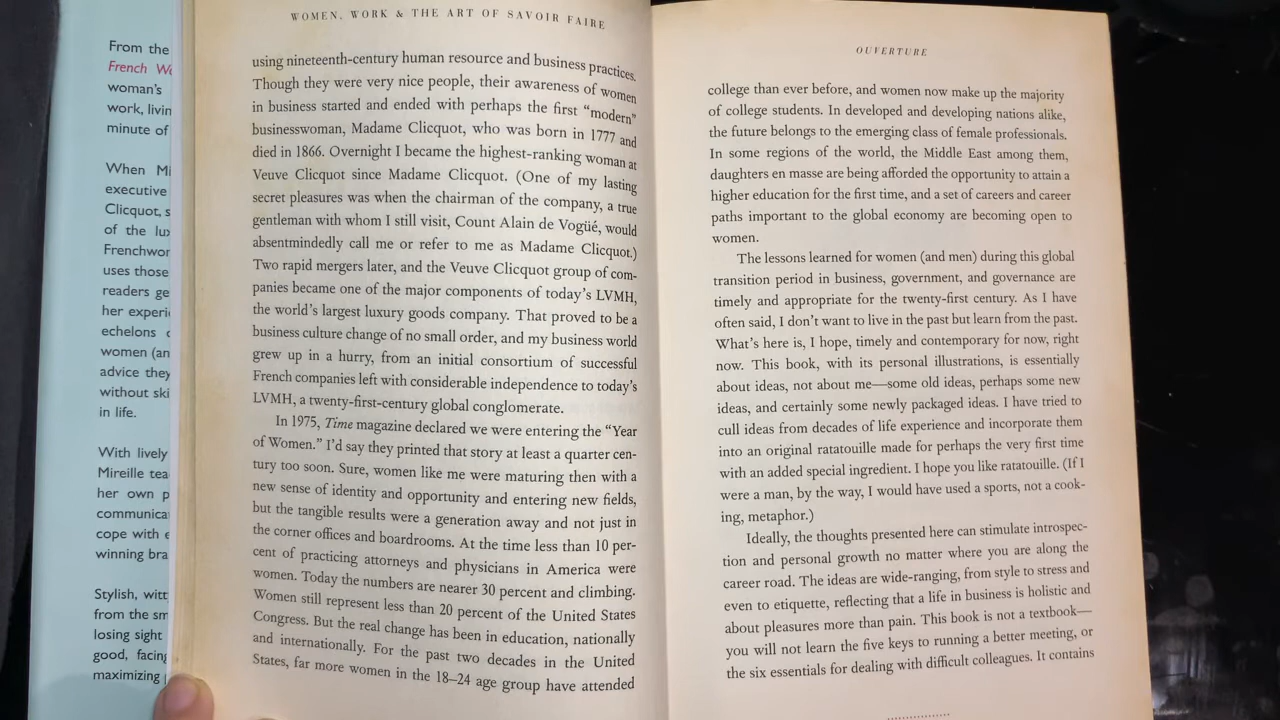 From the
French Wo
woman's
work, livin
minute of
When Mi
executive
Clicquot, s
of the lux
Frenchwor
uses those
readers ge
her experi
echelons
women (an
advice they
without ski
in life.
With lively
Mireille tea
her own p
communica
cope with e
winning bra
Stylish, witt
from the sm
losing sight
good, facing
maximizing
WOMEN, WORK & THE ART OF SAVOIR FAIRE
using nineteenth-century human resource and business practices.
Though they were very nice people, their awareness of women
in business started and ended with perhaps the first “modern”
businesswoman, Madame Clicquot, who was born in 1777 and
died in 1866. Overnight I became the highest-ranking woman at
Veuve Clicquot since Madame Clicquot. (One of my lasting
secret pleasures was when the chairman of the company, a true
gentleman with whom I still visit, Count Alain de Vogüé, would
absentmindedly call me or refer to me as Madame Clicquot.)
Two rapid mergers later, and the Veuve Clicquot group of com-
panies became one of the major components of today’s LVMH,
the world’s largest luxury goods company. That proved to be a
business culture change of no small order, and my business world
grew up in a hurry, from an initial consortium of successful
French companies left with considerable independence to today’s
LVMH, a twenty-first-century global conglomerate.
In 1975, Time magazine declared we were entering the “Year
of Women.” I’d say they printed that story at least a quarter cen-
tury too soon. Sure, women like me were maturing then with a
new sense of identity and opportunity and entering new fields,
but the tangible results were a generation away and not just in
the corner offices and boardrooms. At the time less than 10 per-
cent of practicing attorneys and physicians in America were
women. Today the numbers are nearer 30 percent and climbing.
Women still represent less than 20 percent of the United States
Congress. But the real change has been in education, nationally
and internationally. For the past two decades in the United
States, far more women in the 18–24 age group have attended
OUVERTURE
college than ever before, and women now make up the majority
of college students. In developed and developing nations alike,
the future belongs to the emerging class of female professionals.
In some regions of the world, the Middle East among them,
daughters en masse are being afforded the opportunity to attain a
higher education for the first time, and a set of careers and career
paths important to the global economy are becoming open to
women.
The lessons learned for women (and men) during this global
transition period in business, government, and governance are
timely and appropriate for the twenty-first century. As I have
often said, I don’t want to live in the past but learn from the past.
What’s here is, I hope, timely and contemporary for now, right
now. This book, with its personal illustrations, is essentially
about ideas, not about me—some old ideas, perhaps some new
ideas, and certainly some newly packaged ideas. I have tried to
cull ideas from decades of life experience and incorporate them
into an original ratatouille made for perhaps the very first time
with an added special ingredient. I hope you like ratatouille. (If I
were a man, by the way, I would have used a sports, not a cook-
ing, metaphor.)
Ideally, the thoughts presented here can stimulate introspec-
tion and personal growth no matter where you are along the
career road. The ideas are wide-ranging, from style to stress and
even to etiquette, reflecting that a life in business is holistic and
about pleasures more than pain. This book is not a textbook—
you will not learn the five keys to running a better meeting, or
the six essentials for dealing with difficult colleagues. It contains